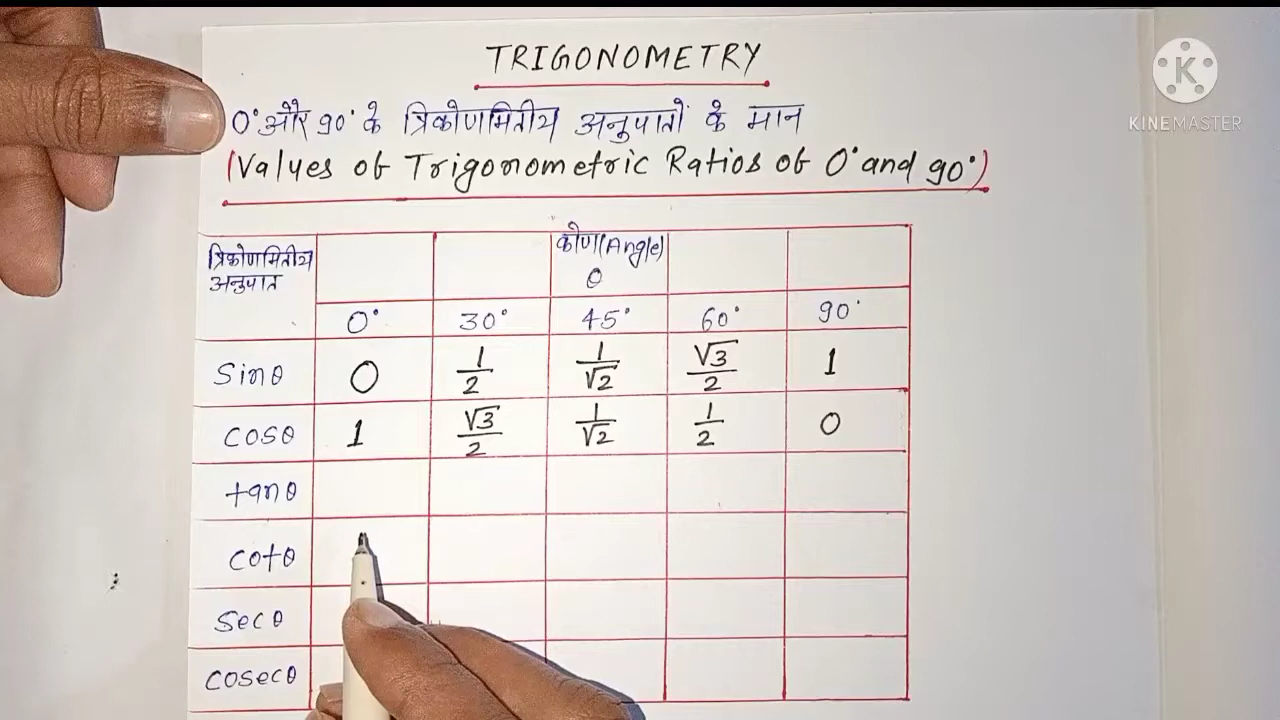 TRIGONOMETRY
K
KINEMASTER
0° और 90° के त्रिकोणमितीय अनुपातों के मान
(Values of Trigonometric Ratios of 0° and 90°)
त्रिकोणमितीय
अनुपात
कोण(Angle)
θ
0° 30° 45° 60° 90°
Sinθ 0 1/2 1/√2 √3/2 1
COSθ 1 √3/2 1/√2 1/2 0
tanθ
cotθ
Secθ
COSecθ